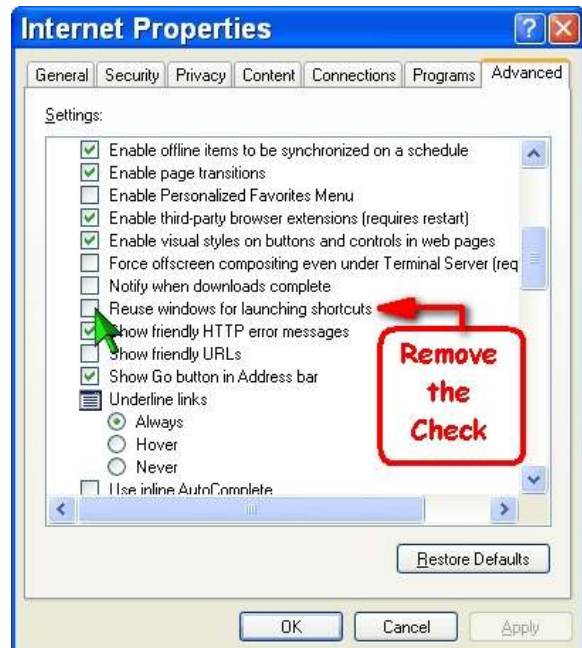 Internet Properties
General Security Privacy Content Connections Programs Advanced
Settings:
Enable offline items to be synchronized on a schedule
Enable page transitions
Enable Personalized Favorites Menu
Enable third-party browser extensions (requires restart)
Enable visual styles on buttons and controls in web pages
Force offscreen compositing even under Terminal Server (req
Notify when downloads complete
Reuse windows for launching shortcuts
Show friendly HTTP error messages
Show friendly URLs
Show Go button in Address bar
Underline links
Always
Hover
Never
Use inline AutoComplete
Remove
the
Check
Restore Defaults
OK Cancel Apply